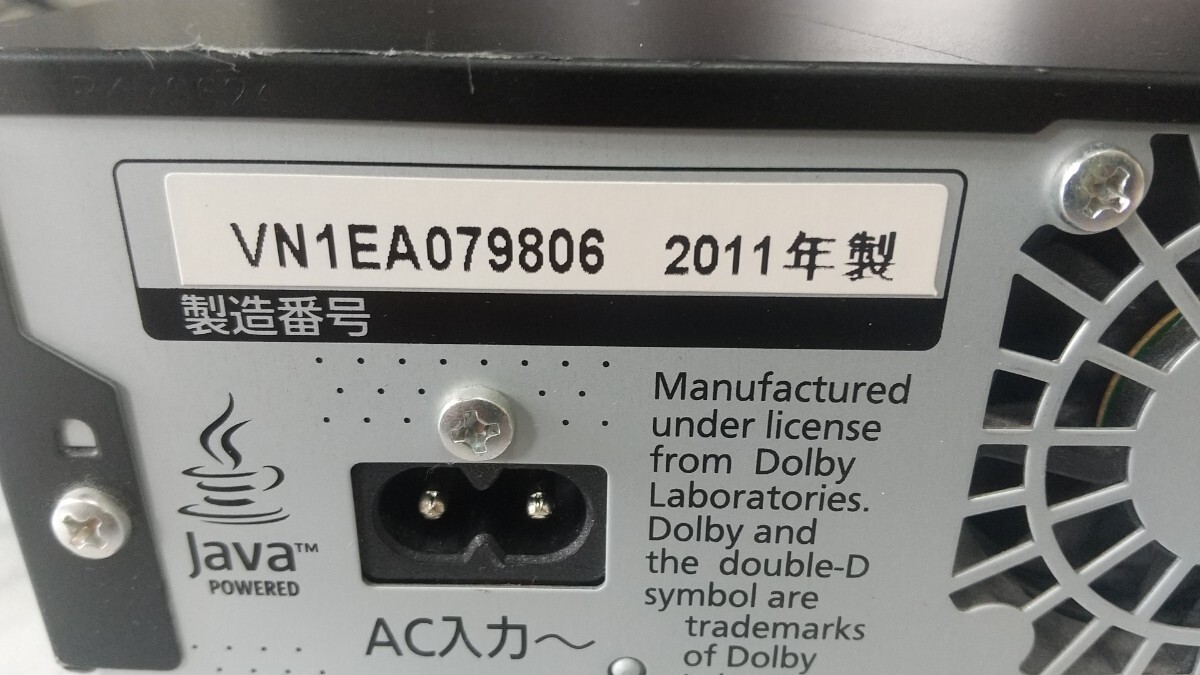 VN1EA079806 2011年製
製造番号
Java™
POWERED
AC入力～
Manufactured
under license
from Dolby
Laboratories.
Dolby and
the double-D
symbol are
trademarks
of Dolby